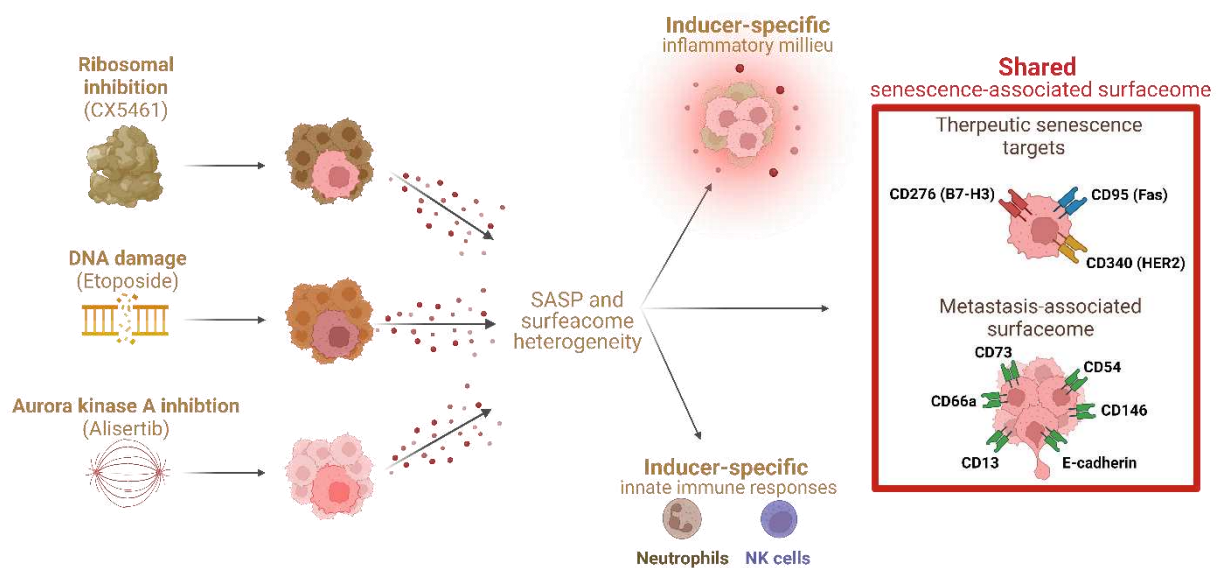 Ribosomal
inhibition
(CX5461)
DNA damage
(Etoposide)
Aurora kinase A inhibtion
(Alisertib)
SASP and
surfeacome
heterogeneity
Inducer-specific
inflammatory millieu
Inducer-specific
innate immune responses
Neutrophils
NK cells
Shared
senescence-associated surfaceome
Therpeutic senescence
targets
CD276 (B7-H3)
CD95 (Fas)
CD340 (HER2)
Metastasis-associated
surfaceome
CD73
CD54
CD66a
CD146
CD13
E-cadherin